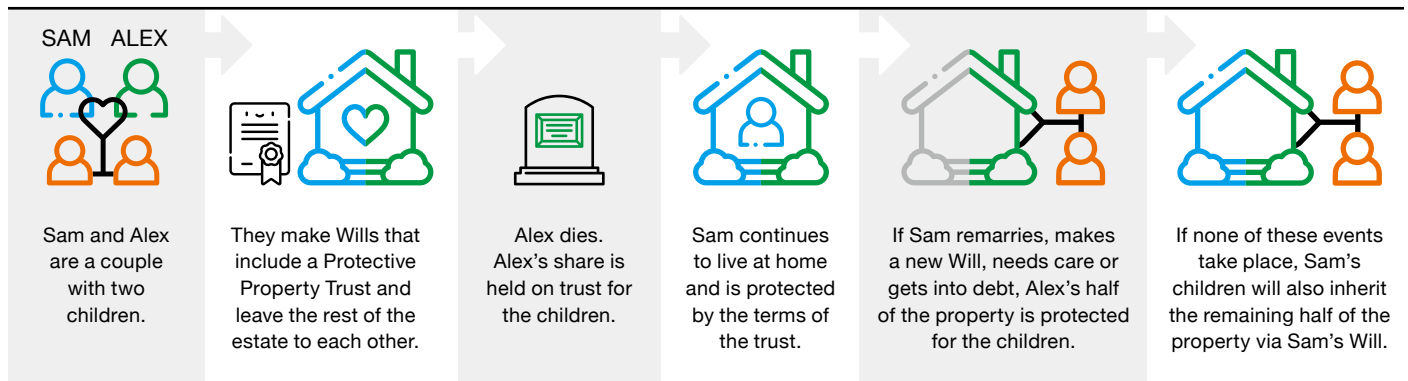 SAM ALEX
Sam and Alex
are a couple
with two
children.
They make Wills that
include a Protective
Property Trust and
leave the rest of the
estate to each other.
Alex dies.
Alex’s share is
held on trust for
the children.
Sam continues
to live at home
and is protected
by the terms of
the trust.
If Sam remarries, makes
a new Will, needs care or
gets into debt, Alex’s half
of the property is protected
for the children.
If none of these events
take place, Sam’s
children will also inherit
the remaining half of the
property via Sam’s Will.